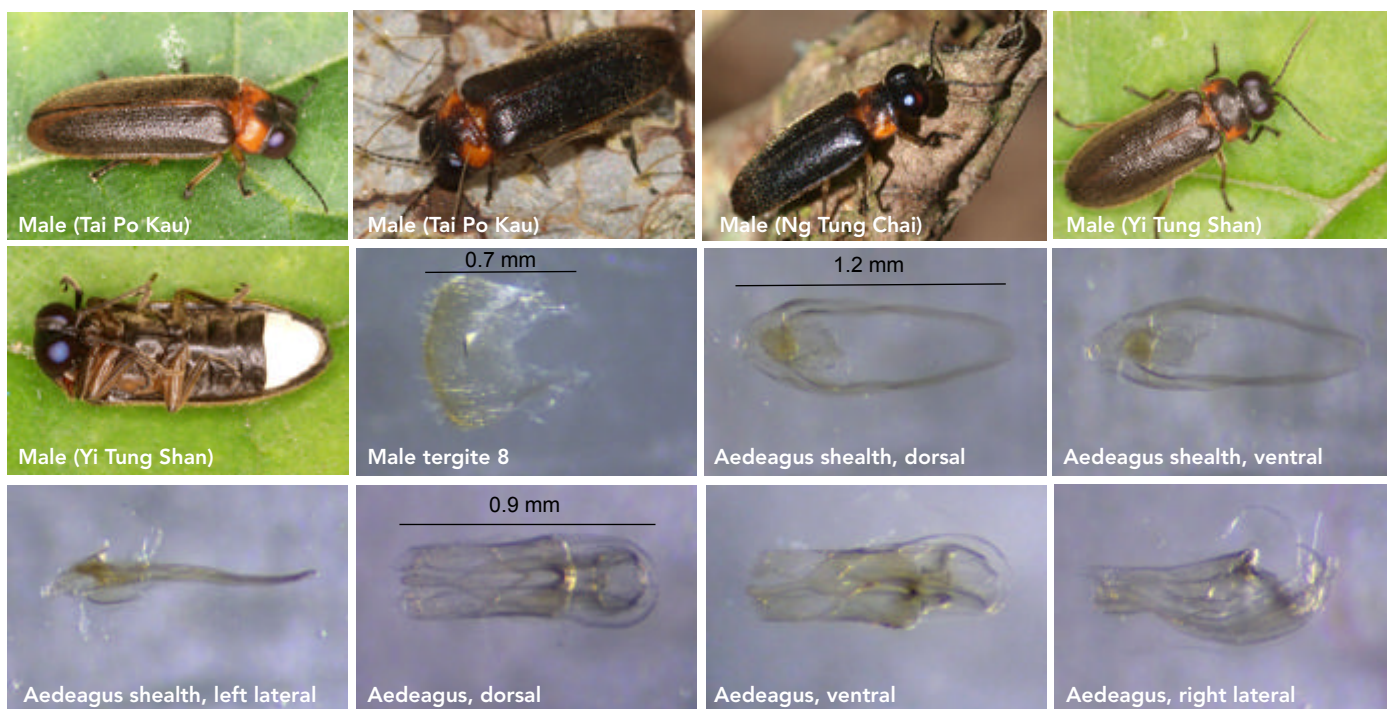 Male (Tai Po Kau)
Male (Tai Po Kau)
Male (Ng Tung Chai)
Male (Yi Tung Shan)
Male (Yi Tung Shan)
0.7 mm
Male tergite 8
1.2 mm
Aedeagus shealth, dorsal
Aedeagus shealth, ventral
Aedeagus shealth, left lateral
0.9 mm
Aedeagus, dorsal
Aedeagus, ventral
Aedeagus, right lateral